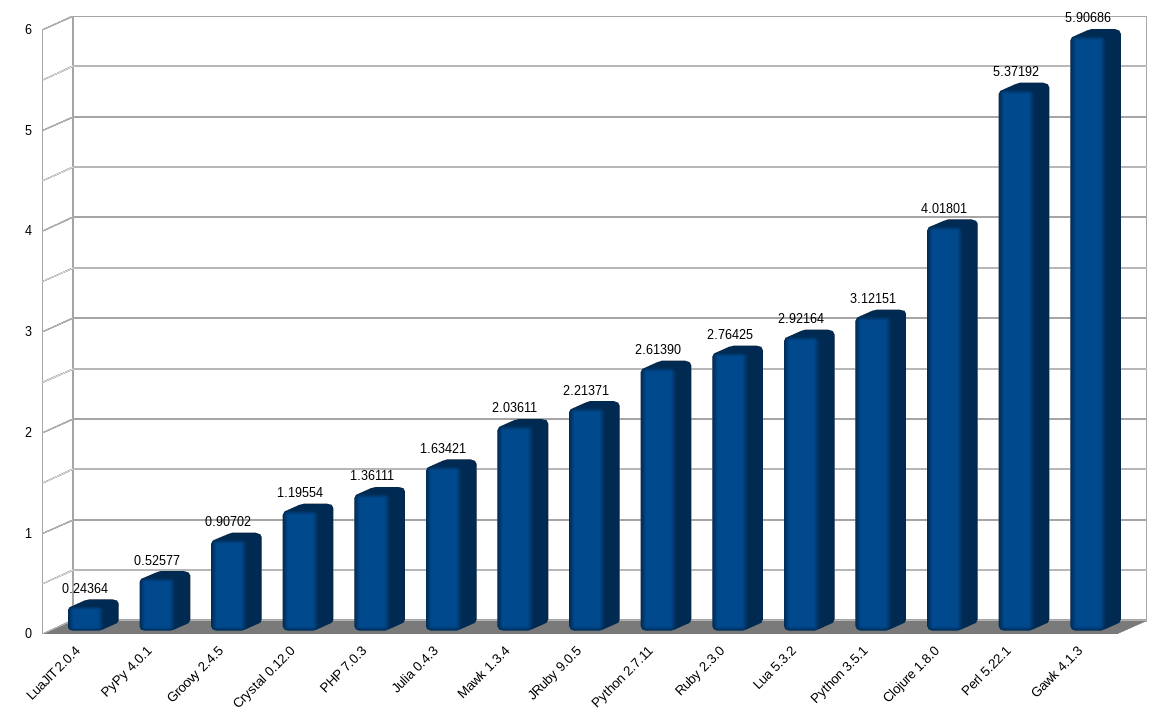 6
5
4
3
2
1
0
0.24364
0.52577
0.90702
1.19554
1.36111
1.63421
2.03611
2.21371
2.61390
2.76425
2.92164
3.12151
4.01801
5.37192
5.90686
LuaJIT 2.0.4
PyPy 4.0.1
Groovy 2.4.5
Crystal 0.12.0
PHP 7.0.3
Julia 0.4.3
Mawk 1.3.4
JRuby 9.0.5
Python 2.7.11
Ruby 2.3.0
Lua 5.3.2
Python 3.5.1
Clojure 1.8.0
Perl 5.22.1
Gawk 4.1.3